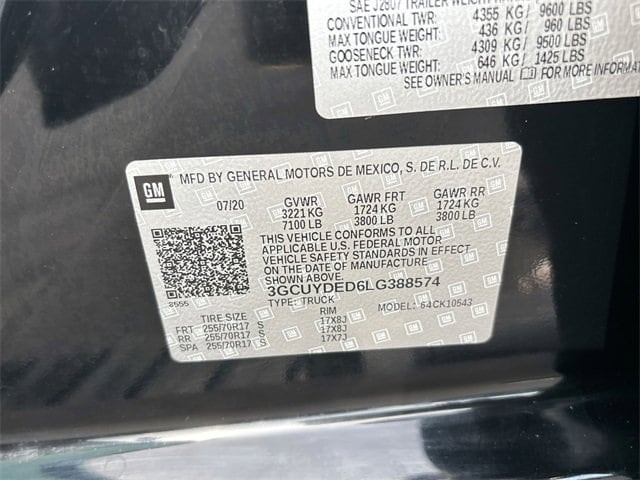 SAE J2807 TRAILER WEIGHT
CONVENTIONAL TWR: 4355 KG/ 9600 LBS
MAX TONGUE WEIGHT: 436 KG/ 960 LBS
GOOSENECK TWR: 4309 KG/ 9500 LBS
MAX TONGUE WEIGHT: 646 KG/ 1425 LBS
SEE OWNER'S MANUAL FOR MORE INFORMAT
GM MFD BY GENERAL MOTORS DE MEXICO, S. DE R.L. DE C.V.
07/20 GVWR GAWR FRT GAWR RR
3221 KG 1724 KG 1724 KG
7100 LB 3800 LB 3800 LB
THIS VEHICLE CONFORMS TO ALL
APPLICABLE U.S. FEDERAL MOTOR
VEHICLE SAFETY STANDARDS IN EFFECT
ON THE DATE OF MANUFACTURE
SHOWN ABOVE.
8555 3GCUYDED6LG388574
TYPE: TRUCK MODEL: 64CK10543
TIRE SIZE RIM
FRT 255/70R17 S 17X8J
RR 255/70R17 S 17X8J
SPA 255/70R17 S 17X7J